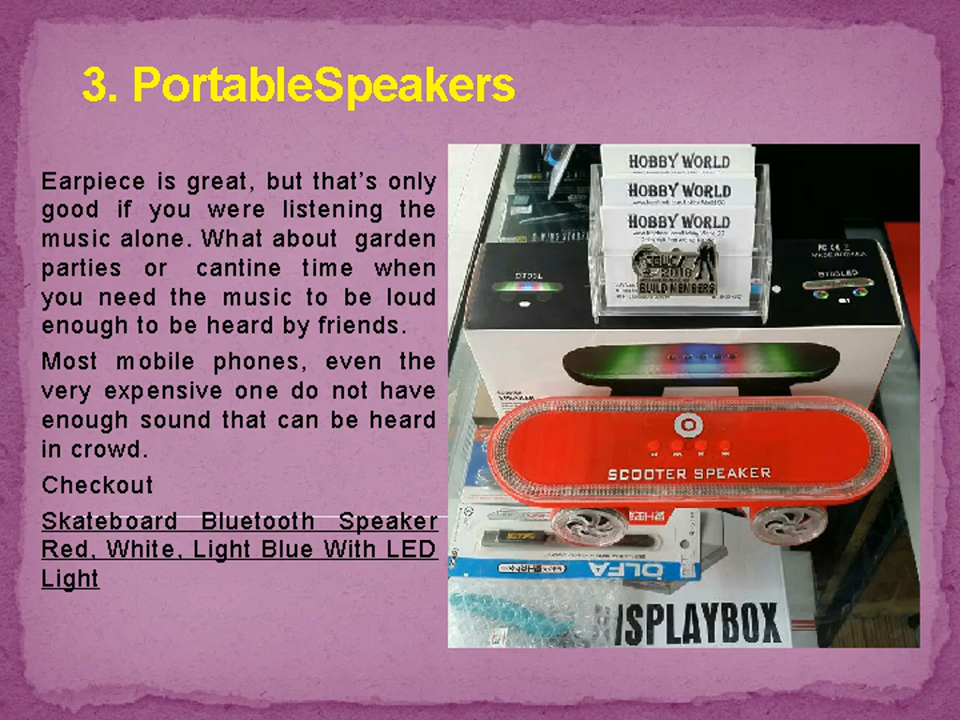 3. PortableSpeakers
Earpiece is great, but that's only
good if you were listening the
music alone. What about garden
parties or cantine time when
you need the music to be loud
enough to be heard by friends.
Most mobile phones, even the
very expensive one do not have
enough sound that can be heard
in crowd.
Checkout
Skateboard Bluetooth Speaker
Red, White, Light Blue With LED
Light
HOBBY WORLD
HOBBY WORLD
HOBBY WORLD
BUILD MEMBERS
SCOOTER SPEAKER
OLFA
ISPLAYBOX